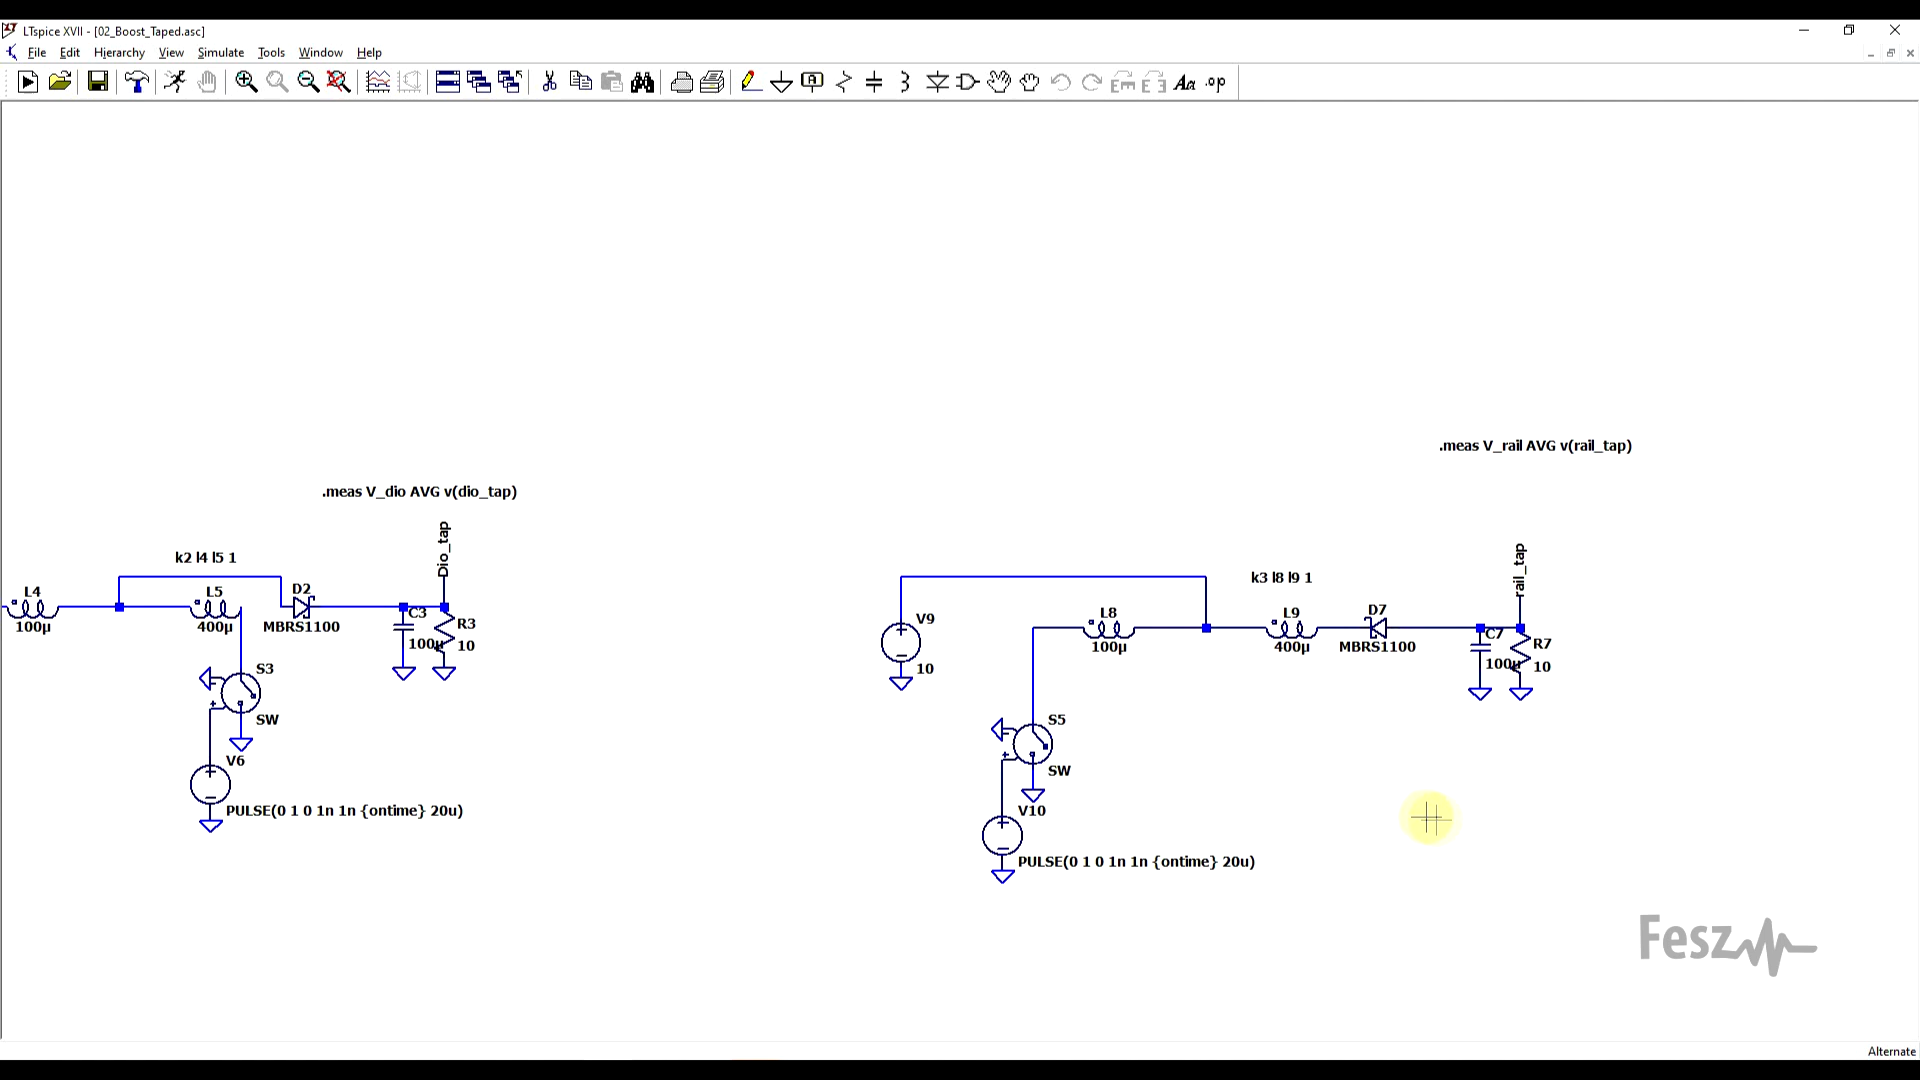 LTspice XVII - [02_Boost_Taped.asc]
File Edit Hierarchy View Simulate Tools Window Help
.op
.meas V_rail AVG v(rail_tap)
.meas V_dio AVG v(dio_tap)
Dio_tap
rail_tap
k2 l4 l5 1
k3 l8 l9 1
L4
100µ
L5
400µ
D2
MBRS1100
C3
100µ
R3
10
S3
SW
V6
PULSE(0 1 0 1n 1n {ontime} 20u)
V9
10
L8
100µ
L9
400µ
D7
MBRS1100
C7
100µ
R7
10
S5
SW
V10
PULSE(0 1 0 1n 1n {ontime} 20u)
Fesz
Alternate